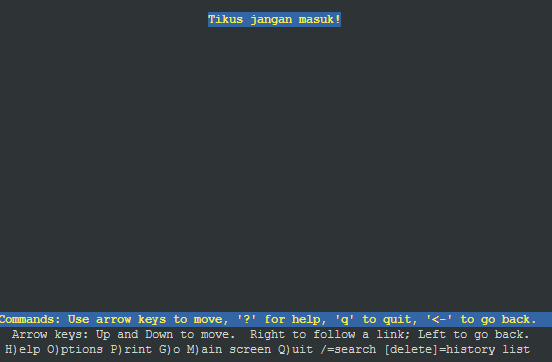 Tikus jangan masuk!
Commands: Use arrow keys to move, '?' for help, 'q' to quit, '<-' to go back.
Arrow keys: Up and Down to move.  Right to follow a link; Left to go back.
H)elp O)ptions P)rint G)o M)ain screen Q)uit /=search [delete]=history list